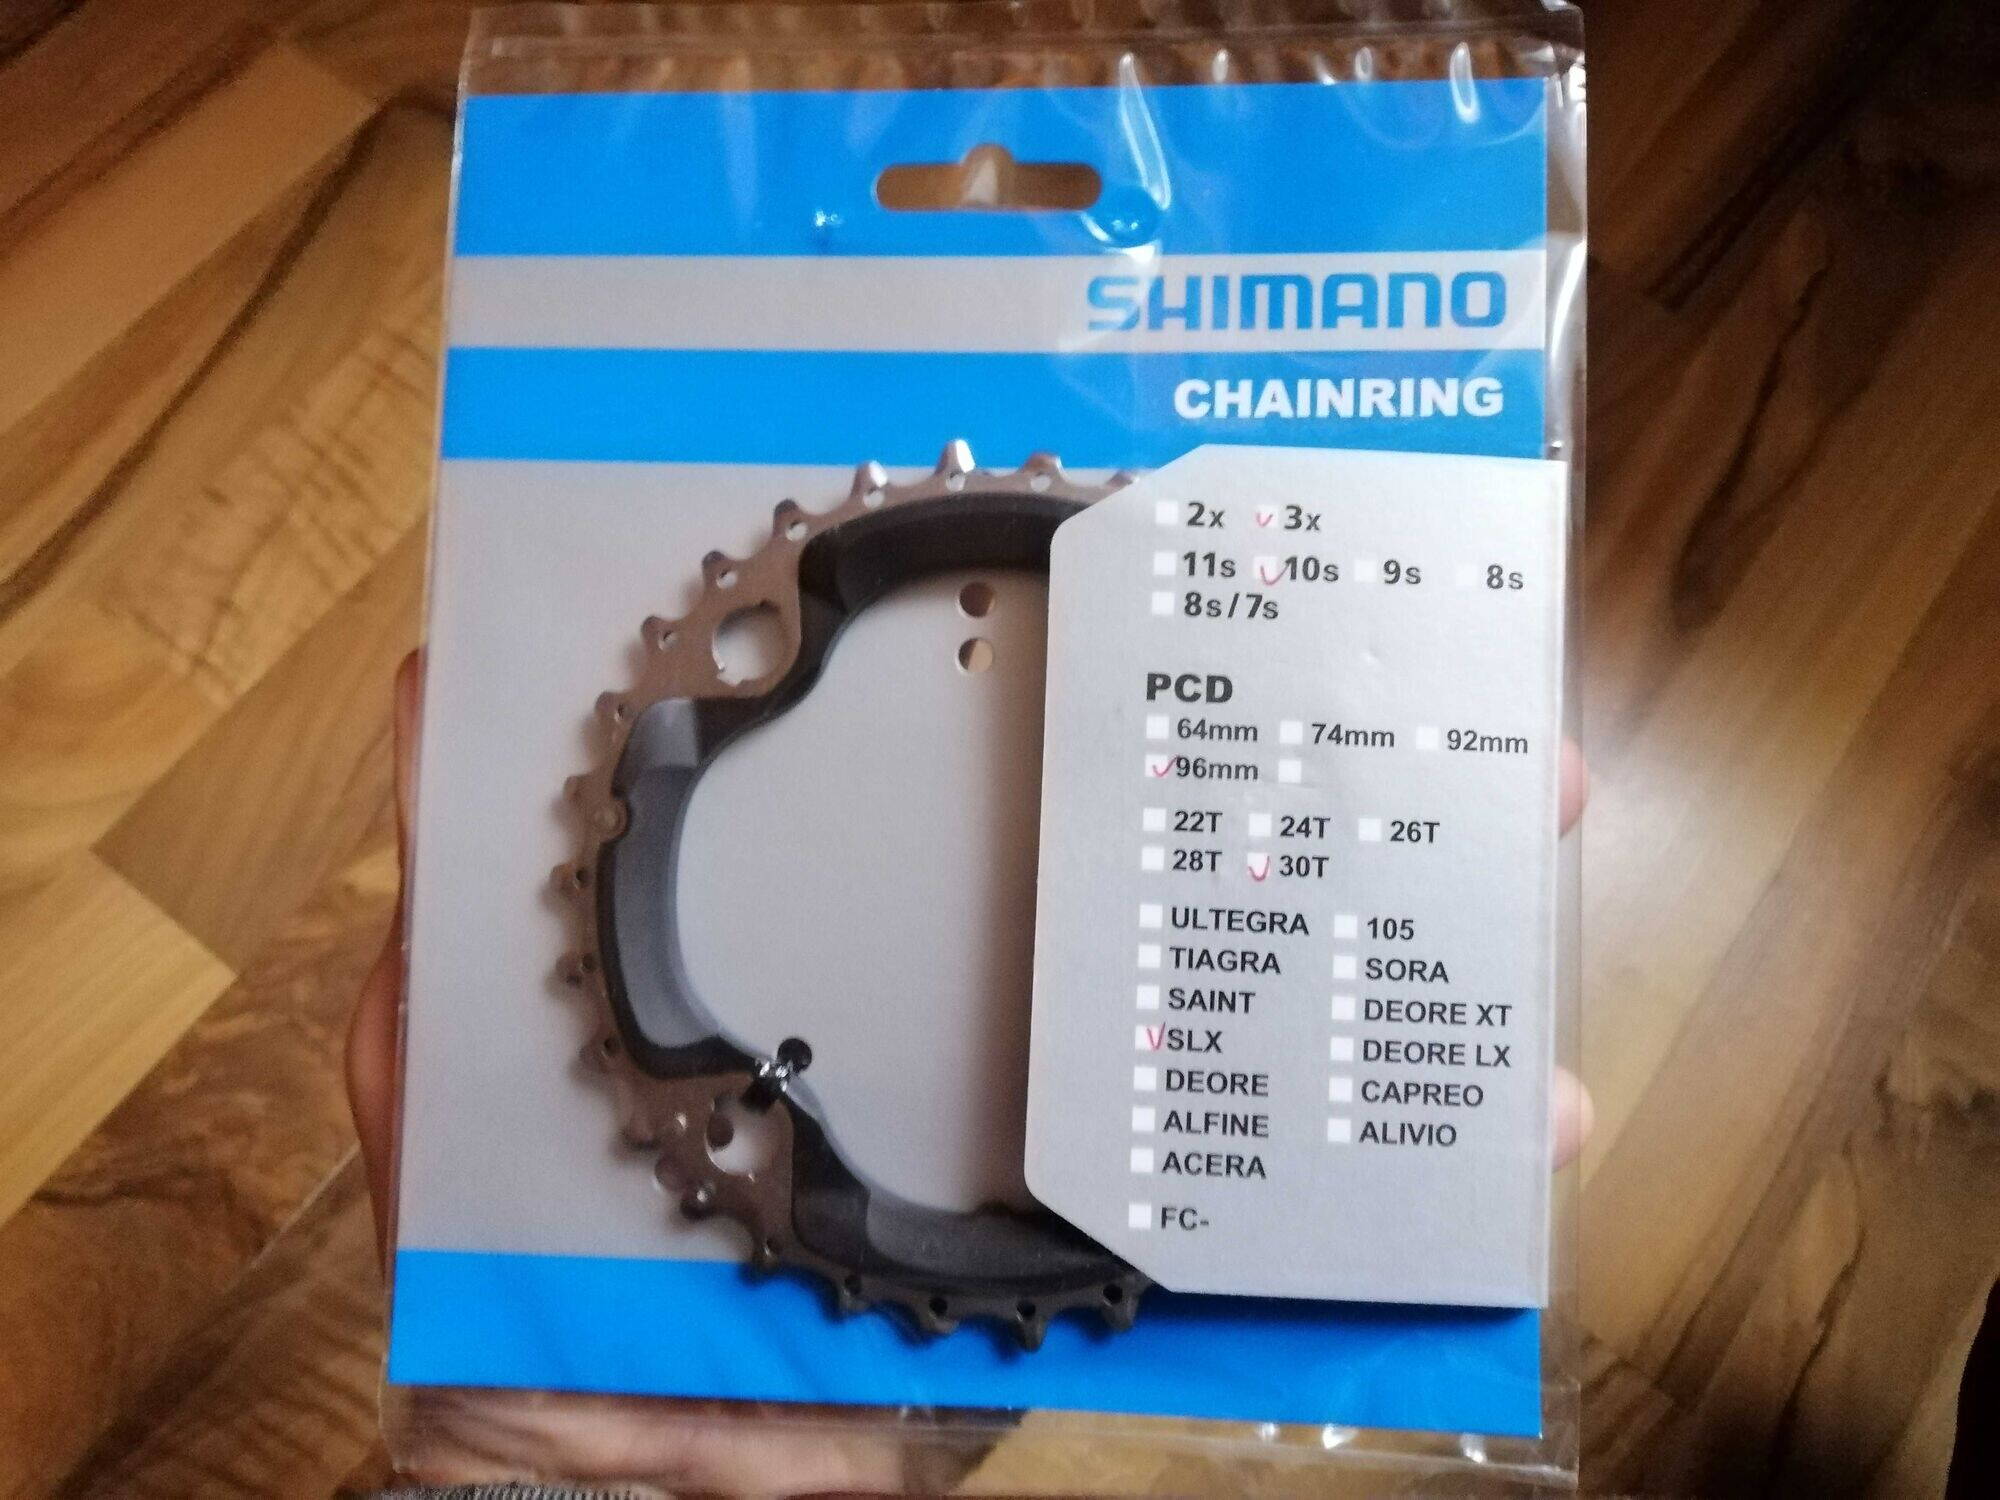 SHIMANO
CHAINRING
2x 3x
11s 10s 9s 8s
8s/7s
PCD
64mm 74mm 92mm
96mm
22T 24T 26T
28T 30T
ULTEGRA 105
TIAGRA SORA
SAINT DEORE XT
SLX DEORE LX
DEORE CAPREO
ALFINE ALIVIO
ACERA
FC-